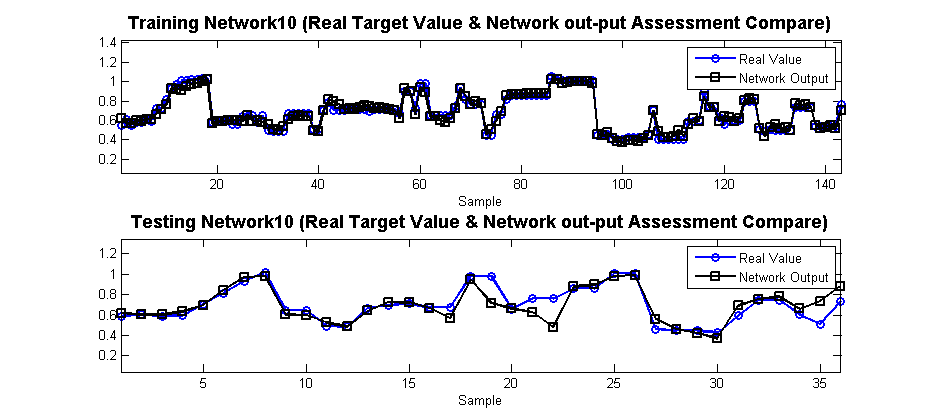 Training Network10 (Real Target Value & Network out-put Assessment Compare)
1.4
1.2
1
0.8
0.6
0.4
0.2
Real Value
Network Output
20 40 60 80 100 120 140
Sample
Testing Network10 (Real Target Value & Network out-put Assessment Compare)
1.2
1
0.8
0.6
0.4
0.2
Real Value
Network Output
5 10 15 20 25 30 35
Sample